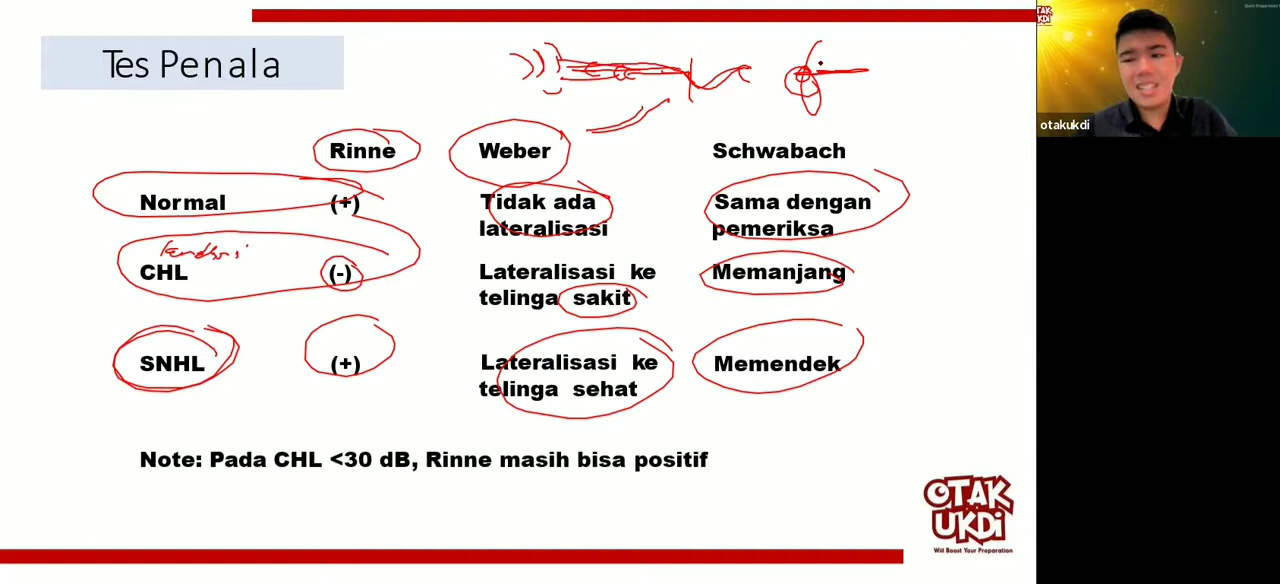 Tes Penala
Rinne Weber Schwabach
Normal (+) Tidak ada lateralisasi Sama dengan pemeriksa
CHL (-) Lateralisasi ke telinga sakit Memanjang
SNHL (+) Lateralisasi ke telinga sehat Memendek
Note: Pada CHL <30 dB, Rinne masih bisa positif
OTAK
UKDI
Will Boost Your Preparation
OTAK
UKDI
otakukdi